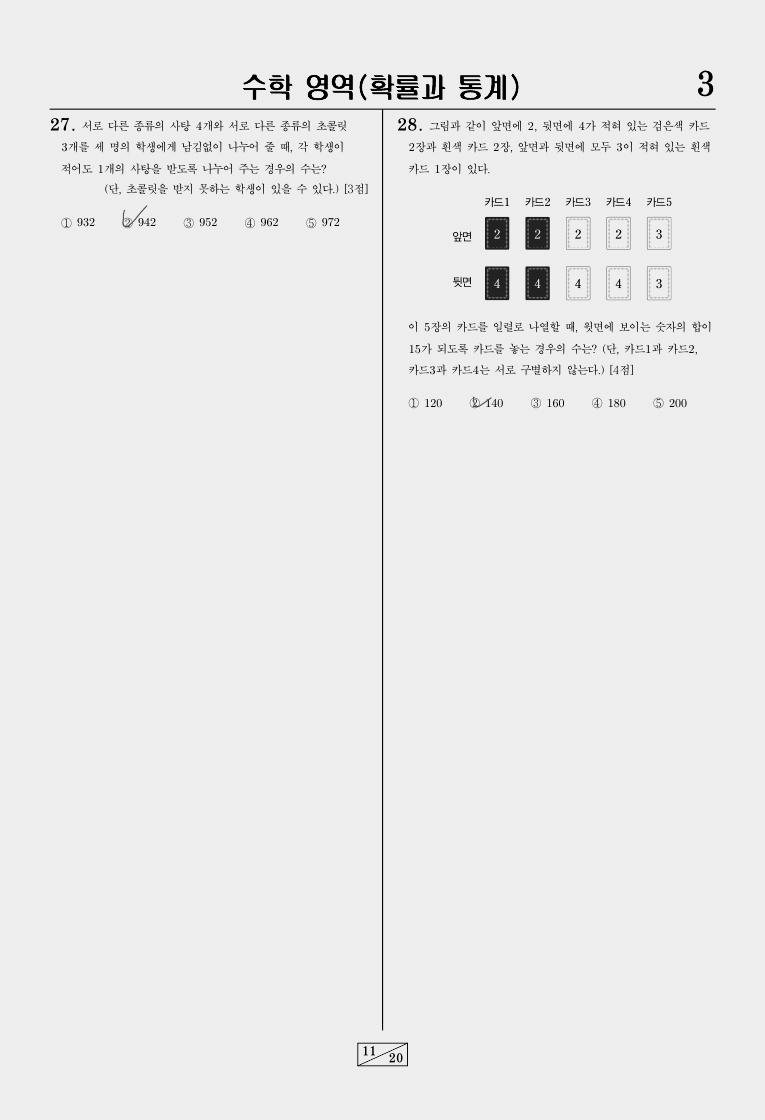 수학 영역(확률과 통계)
3
27. 서로 다른 종류의 사탕 4개와 서로 다른 종류의 초콜릿
3개를 세 명의 학생에게 남김없이 나누어 줄 때, 각 학생이
적어도 1개의 사탕을 받도록 나누어 주는 경우의 수는?
(단, 초콜릿을 받지 못하는 학생이 있을 수 있다.) [3점]
① 932 ② 942 ③ 952 ④ 962 ⑤ 972
28. 그림과 같이 앞면에 2, 뒷면에 4가 적혀 있는 검은색 카드
2장과 흰색 카드 2장, 앞면과 뒷면에 모두 3이 적혀 있는 흰색
카드 1장이 있다.
카드1 카드2 카드3 카드4 카드5
앞면 2 2 2 2 3
뒷면 4 4 4 4 3
이 5장의 카드를 일렬로 나열할 때, 윗면에 보이는 숫자의 합이
15가 되도록 카드를 놓는 경우의 수는? (단, 카드1과 카드2,
카드3과 카드4는 서로 구별하지 않는다.) [4점]
① 120 ② 140 ③ 160 ④ 180 ⑤ 200
11
20